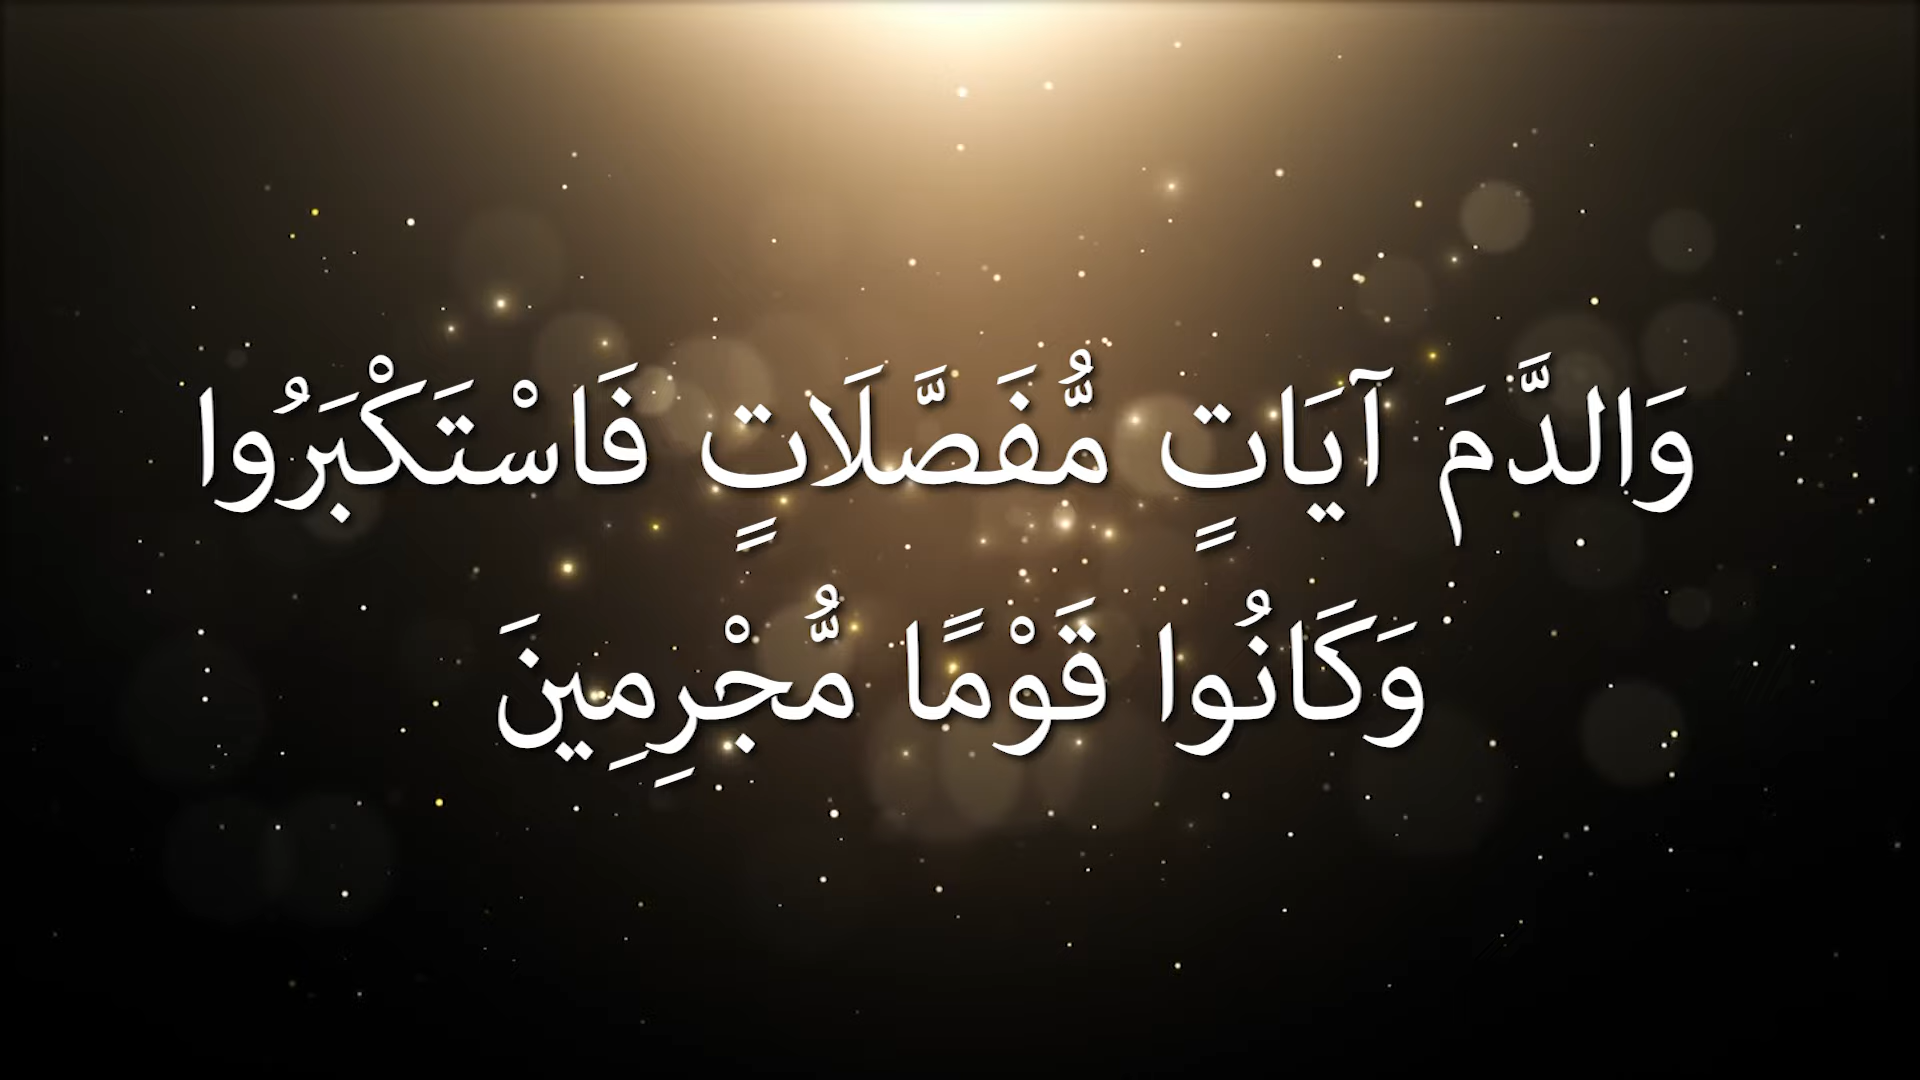 وَالدَّمَ آيَاتٍ مُّفَصَّلَاتٍ فَاسْتَكْبَرُوا
وَكَانُوا قَوْمًا مُّجْرِمِينَ